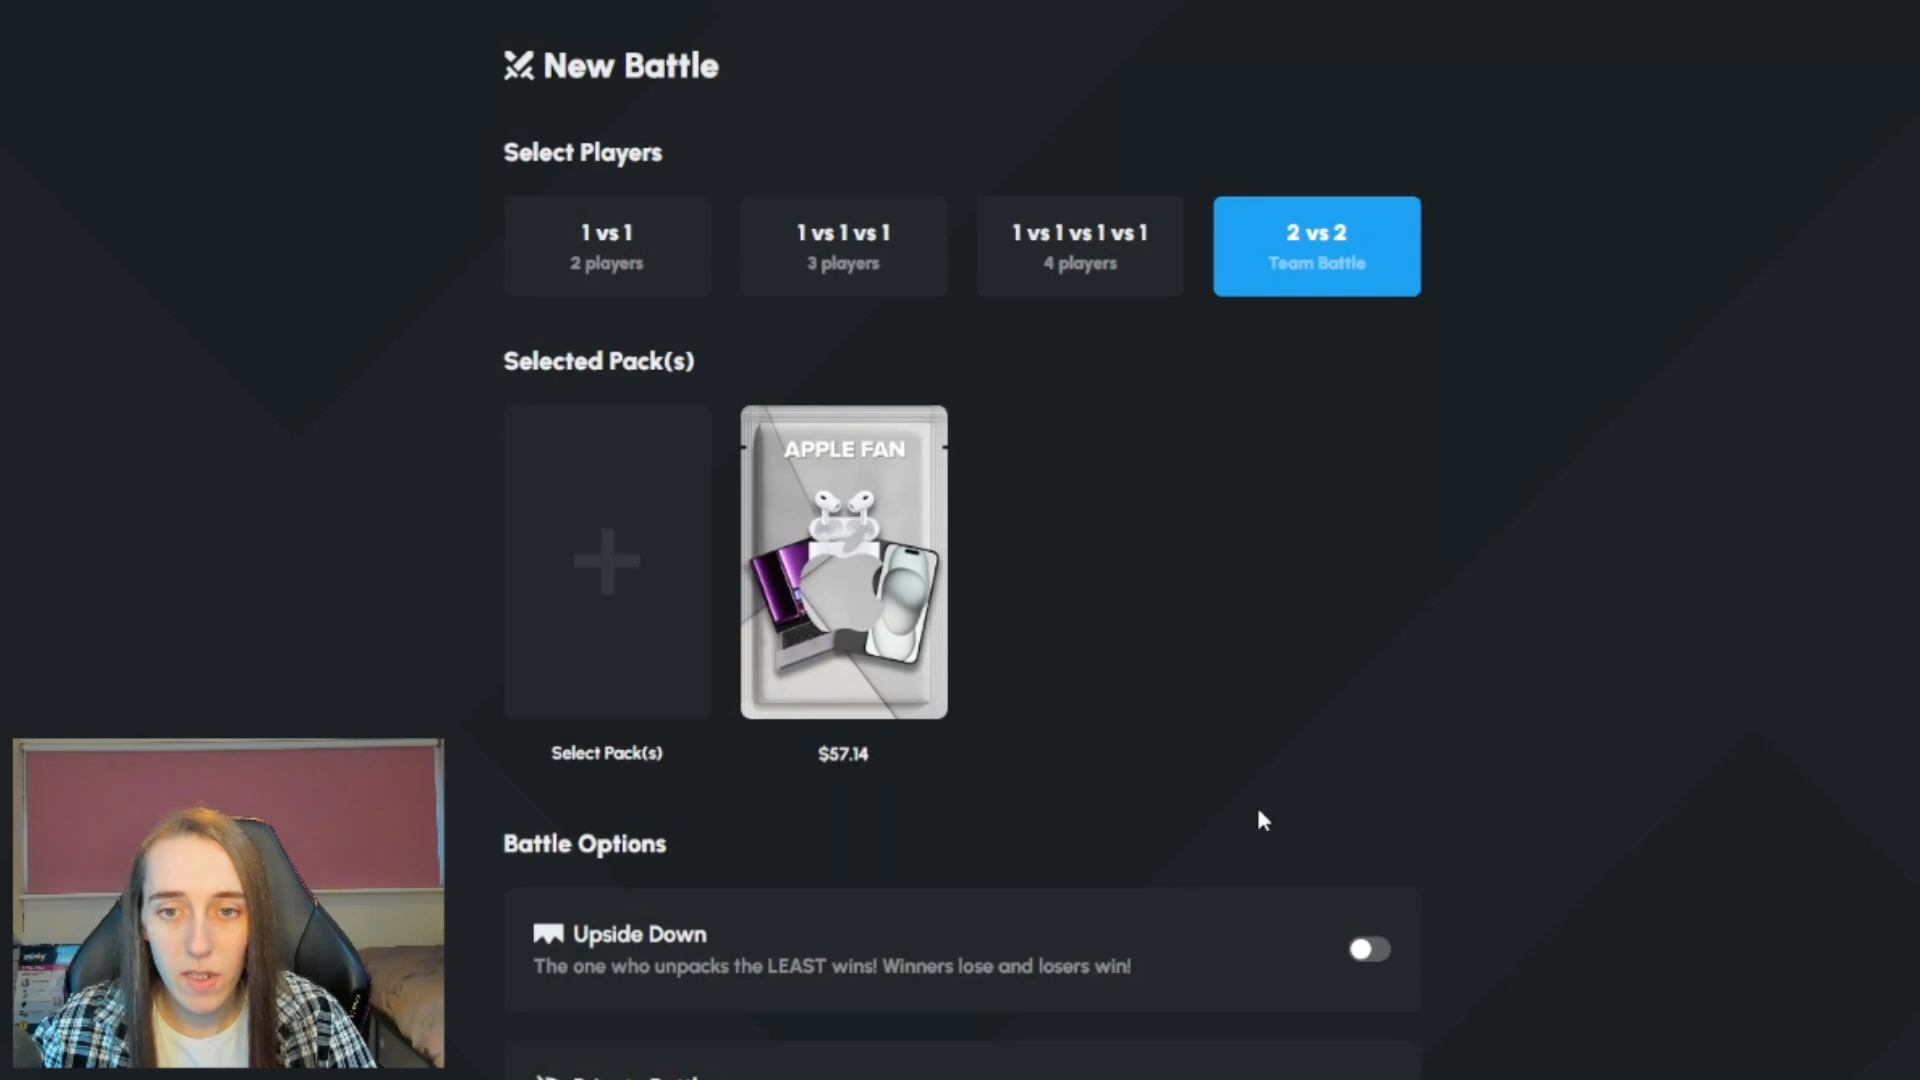 New Battle
Select Players
1 vs 1
2 players
1 vs 1 vs 1
3 players
1 vs 1 vs 1 vs 1
4 players
2 vs 2
Team Battle
Selected Pack(s)
APPLE FAN
Select Pack(s)
$57.14
Battle Options
Upside Down
The one who unpacks the LEAST wins! Winners lose and losers win!